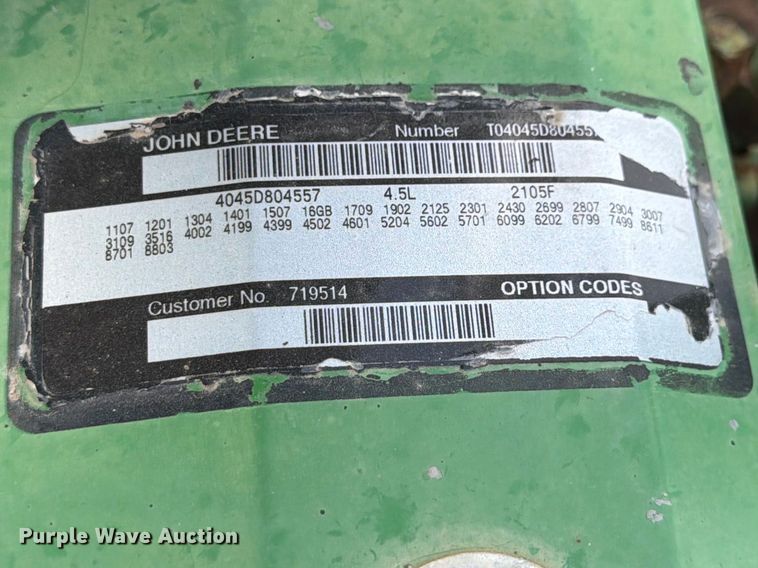 JOHN DEERE Number T04045D804557
4045D804557 4.5L 2105F
1107 1201 1304 1401 1507 16GB 1709 1902 2125 2301 2430 2699 2807 2904 3007
3109 3516 4002 4199 4399 4502 4601 5204 5602 5701 6099 6202 6799 7499 8611
8701 8803
Customer No. 719514 OPTION CODES
Purple Wave Auction